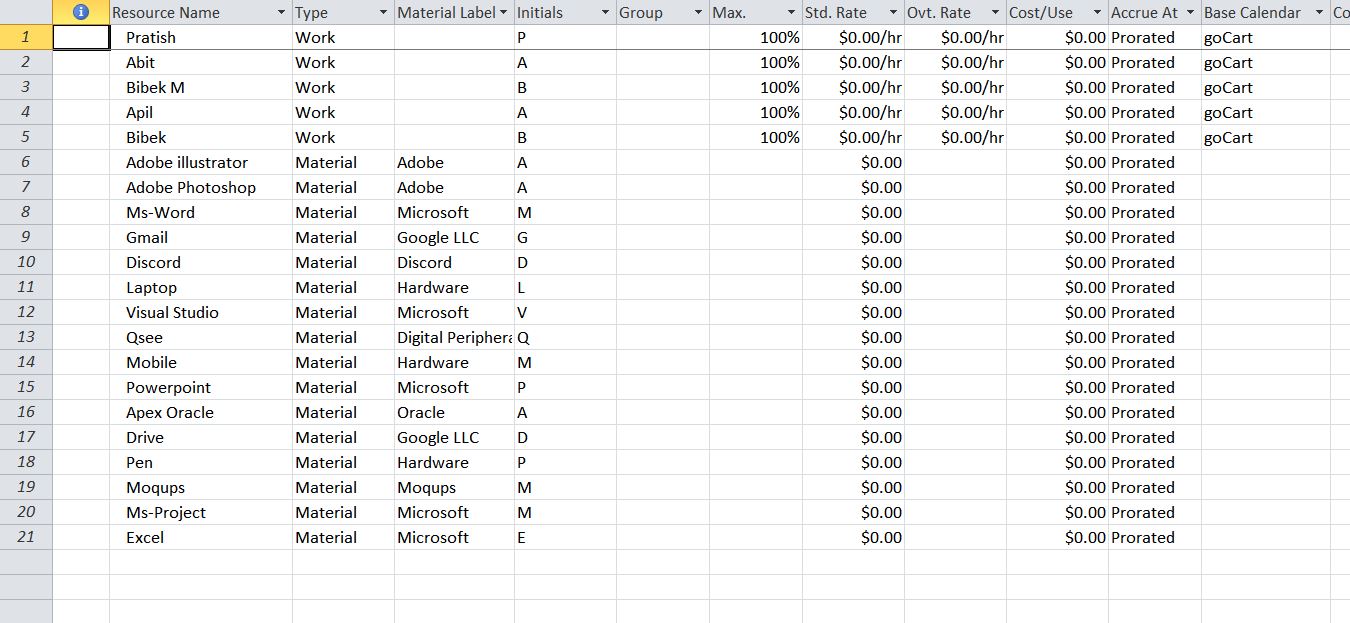 i Resource Name Type Material Label Initials Group Max. Std. Rate Ovt. Rate Cost/Use Accrue At Base Calendar Co
1 Pratish Work P 100% $0.00/hr $0.00/hr $0.00 Prorated goCart
2 Abit Work A 100% $0.00/hr $0.00/hr $0.00 Prorated goCart
3 Bibek M Work B 100% $0.00/hr $0.00/hr $0.00 Prorated goCart
4 Apil Work A 100% $0.00/hr $0.00/hr $0.00 Prorated goCart
5 Bibek Work B 100% $0.00/hr $0.00/hr $0.00 Prorated goCart
6 Adobe illustrator Material Adobe A $0.00 $0.00 Prorated
7 Adobe Photoshop Material Adobe A $0.00 $0.00 Prorated
8 Ms-Word Material Microsoft M $0.00 $0.00 Prorated
9 Gmail Material Google LLC G $0.00 $0.00 Prorated
10 Discord Material Discord D $0.00 $0.00 Prorated
11 Laptop Material Hardware L $0.00 $0.00 Prorated
12 Visual Studio Material Microsoft V $0.00 $0.00 Prorated
13 Qsee Material Digital Periphera Q $0.00 $0.00 Prorated
14 Mobile Material Hardware M $0.00 $0.00 Prorated
15 Powerpoint Material Microsoft P $0.00 $0.00 Prorated
16 Apex Oracle Material Oracle A $0.00 $0.00 Prorated
17 Drive Material Google LLC D $0.00 $0.00 Prorated
18 Pen Material Hardware P $0.00 $0.00 Prorated
19 Moqups Material Moqups M $0.00 $0.00 Prorated
20 Ms-Project Material Microsoft M $0.00 $0.00 Prorated
21 Excel Material Microsoft E $0.00 $0.00 Prorated